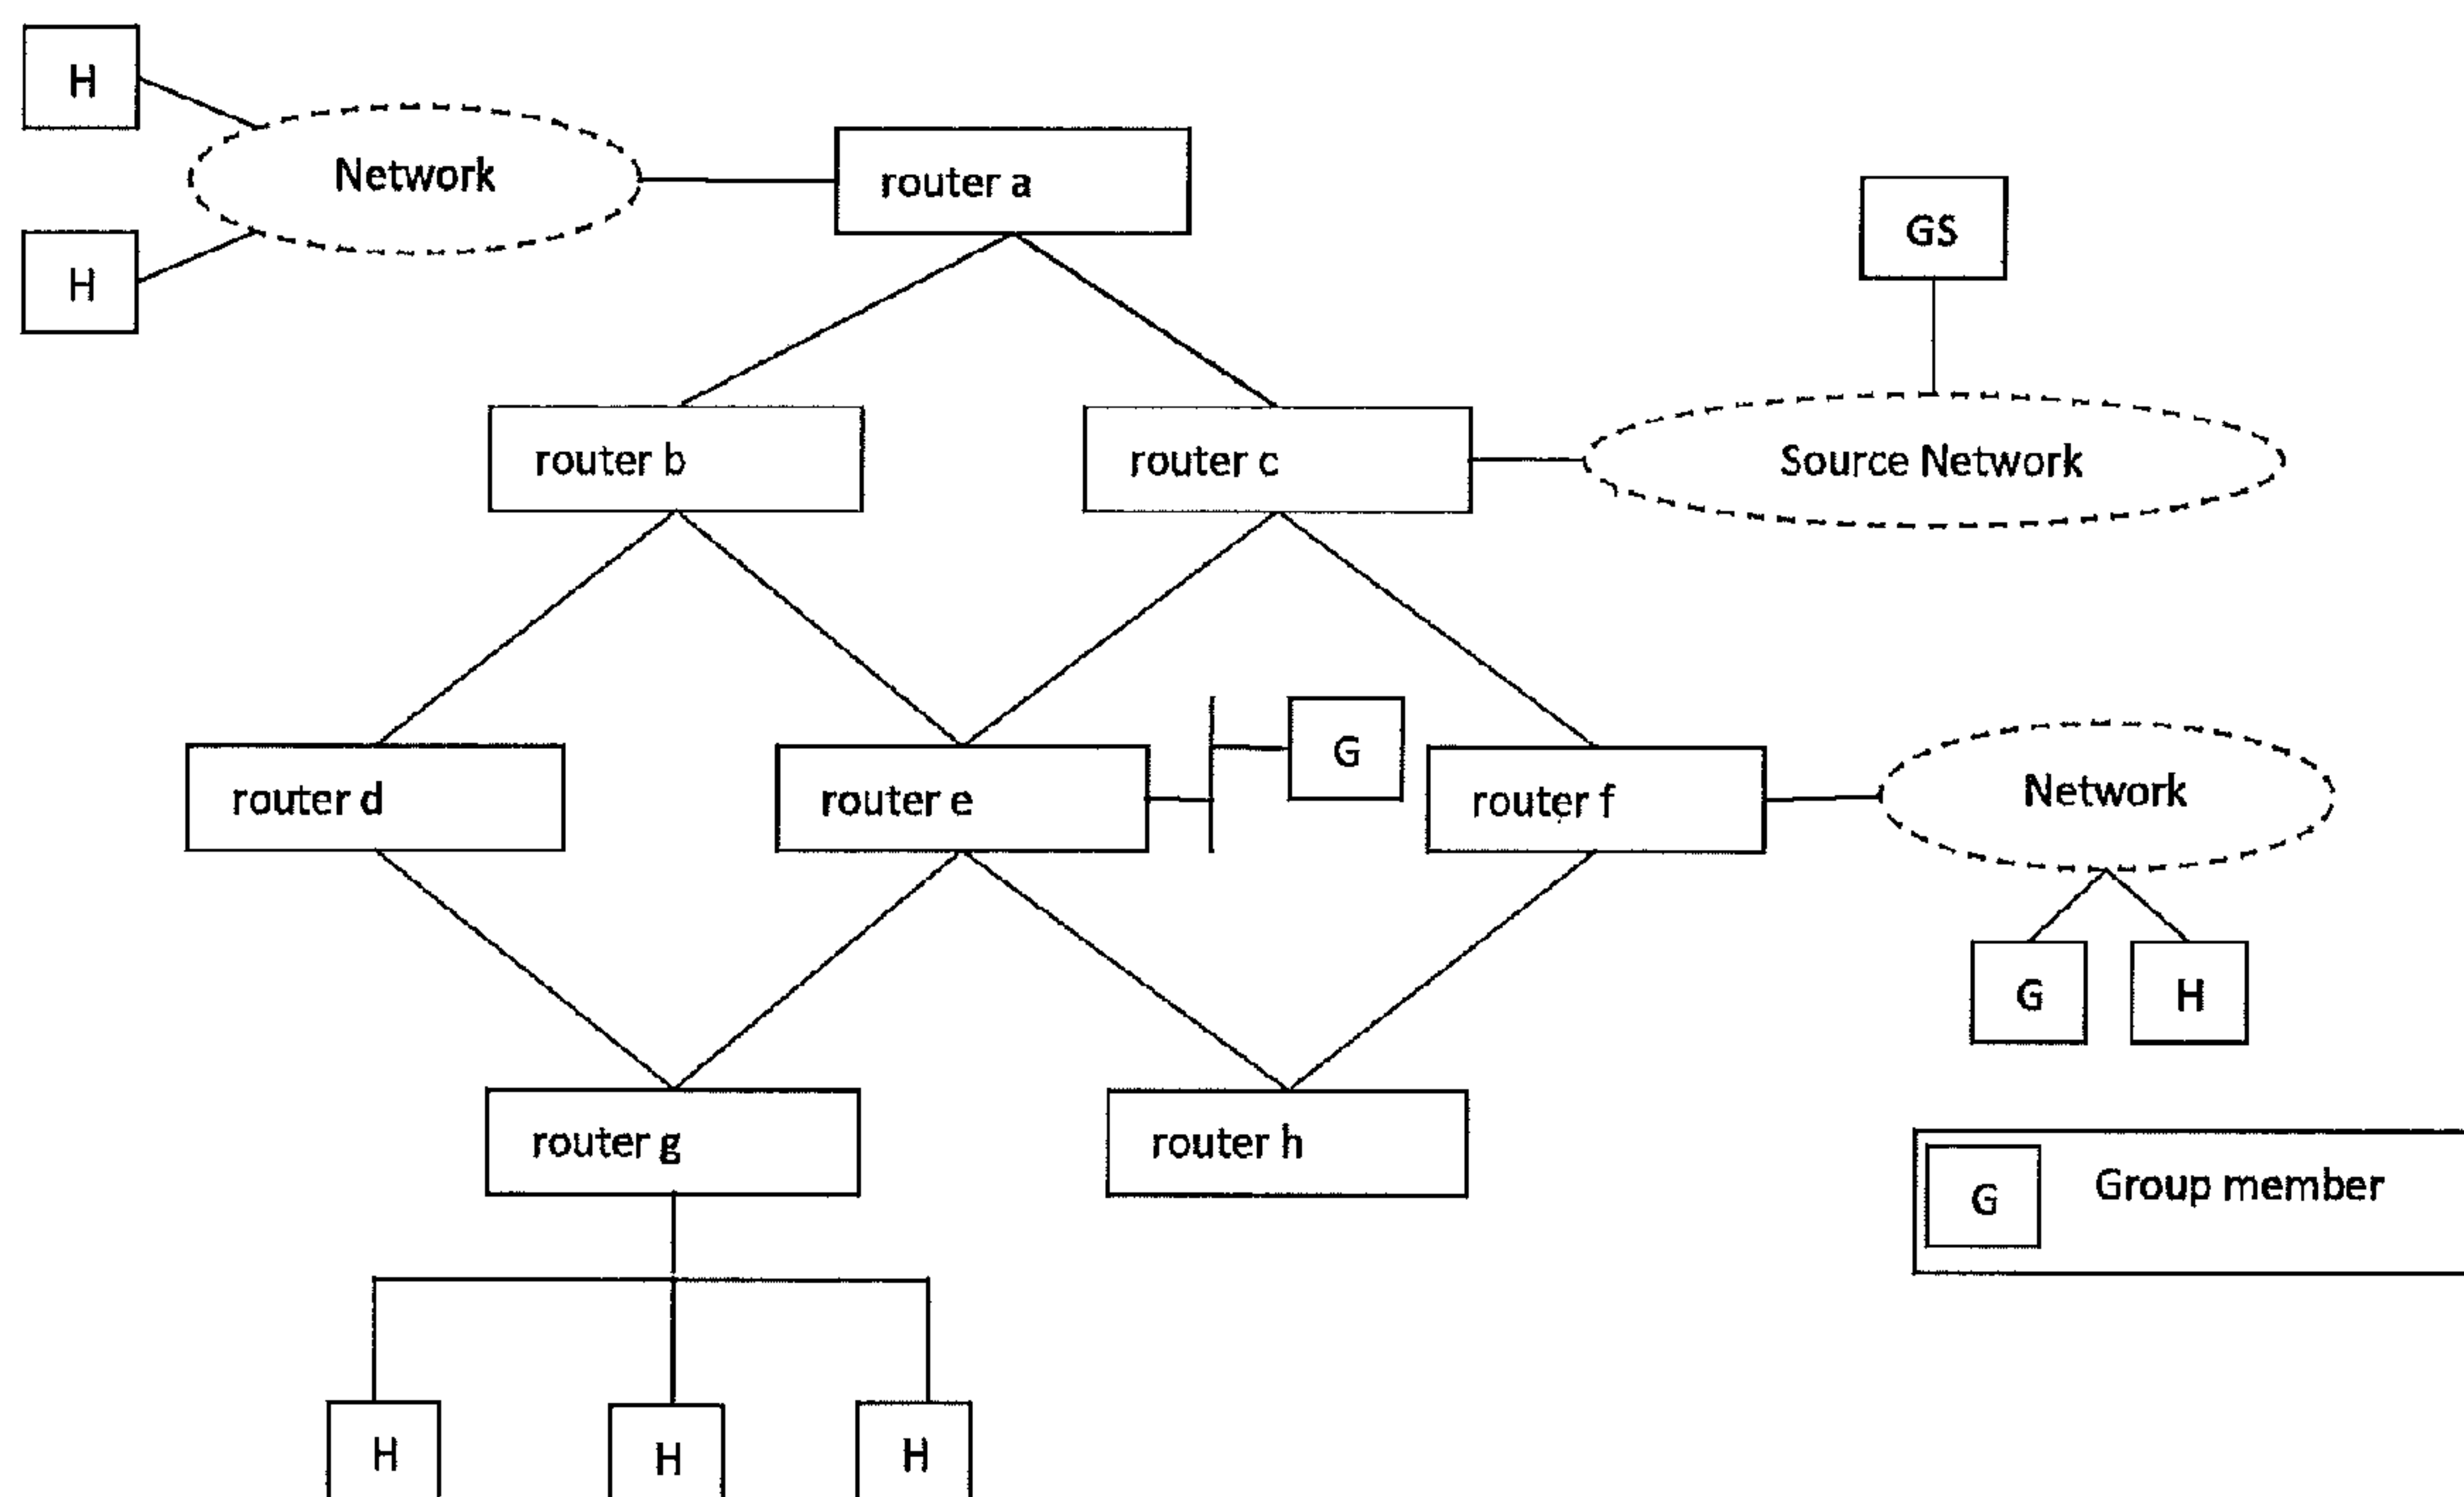 H
Network
router a
H
GS
router b
router c
Source Network
G
router d
router e
router f
Network
G
H
router g
router h
G
Group member
H
H
H